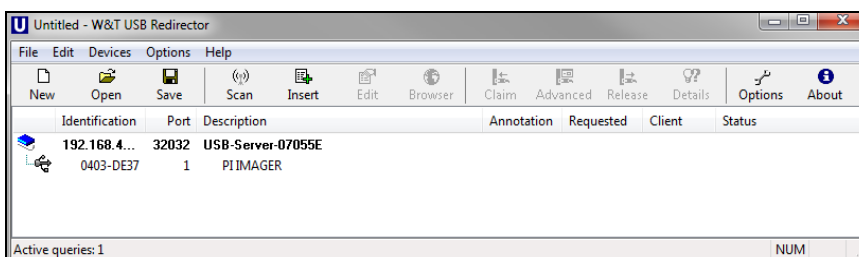 U Untitled - W&T USB Redirector
File Edit Devices Options Help
New Open Save Scan Insert Edit Browser Claim Advanced Release Details Options About
Identification Port Description Annotation Requested Client Status
192.168.4... 32032 USB-Server-07055E
0403-DE37 1 PI IMAGER
Active queries: 1 NUM